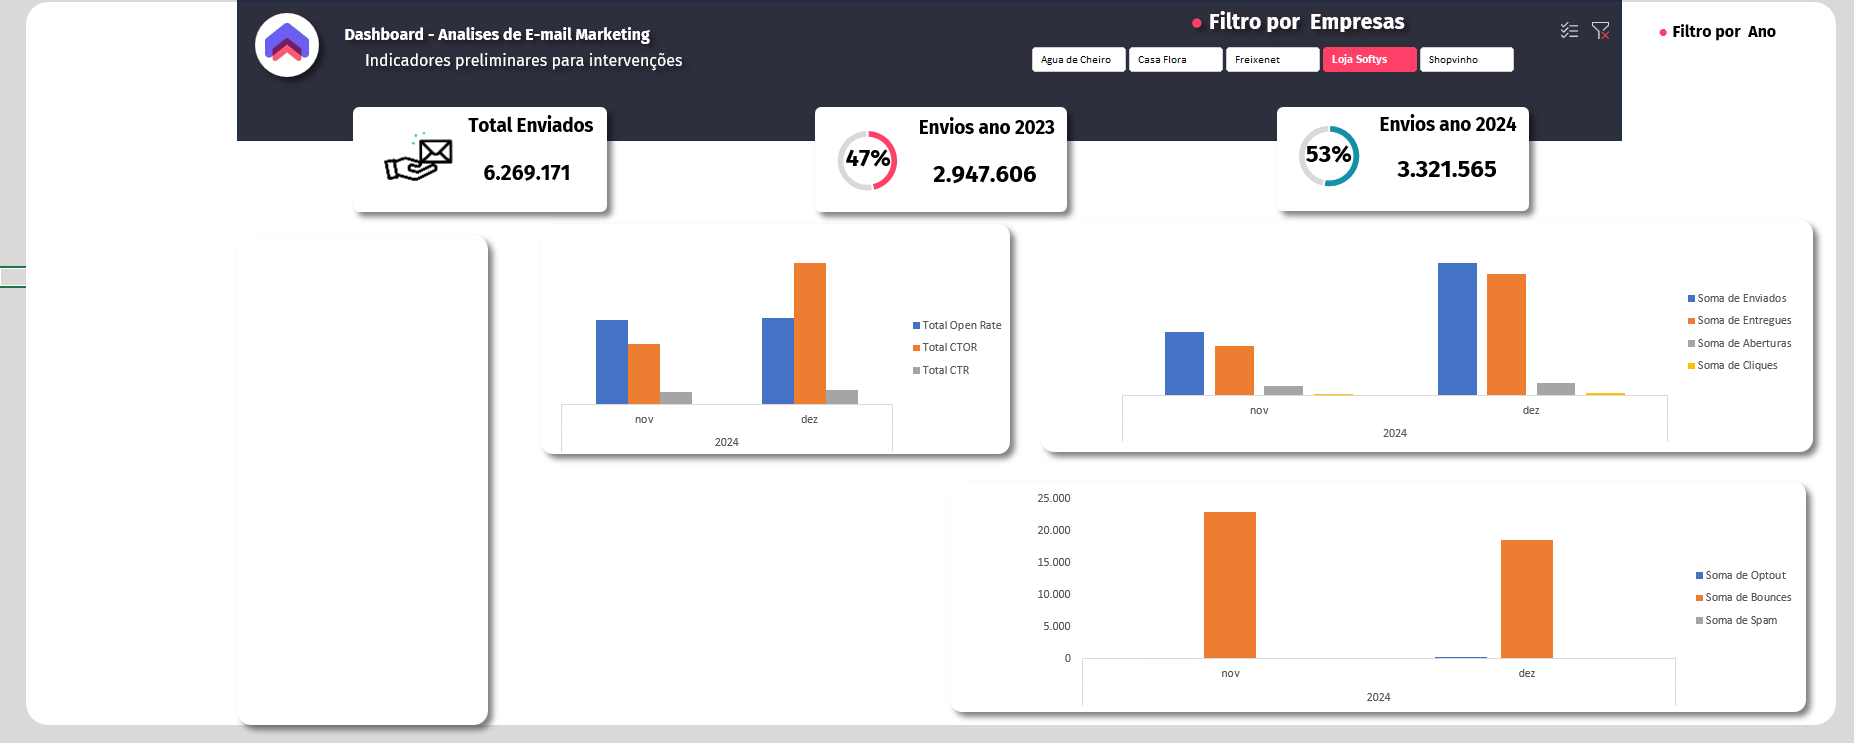 Dashboard - Analises de E-mail Marketing
Indicadores preliminares para intervenções
Filtro por Empresas
Agua de Cheiro
Casa Flora
Freixenet
Loja Softys
Shopvinho
Filtro por Ano
Total Enviados
6.269.171
Envios ano 2023
47%
2.947.606
Envios ano 2024
53%
3.321.565
Total Open Rate
Total CTOR
Total CTR
nov
dez
2024
Soma de Enviados
Soma de Entregues
Soma de Aberturas
Soma de Cliques
nov
dez
2024
25.000
20.000
15.000
10.000
5.000
0
Soma de Optout
Soma de Bounces
Soma de Spam
nov
dez
2024